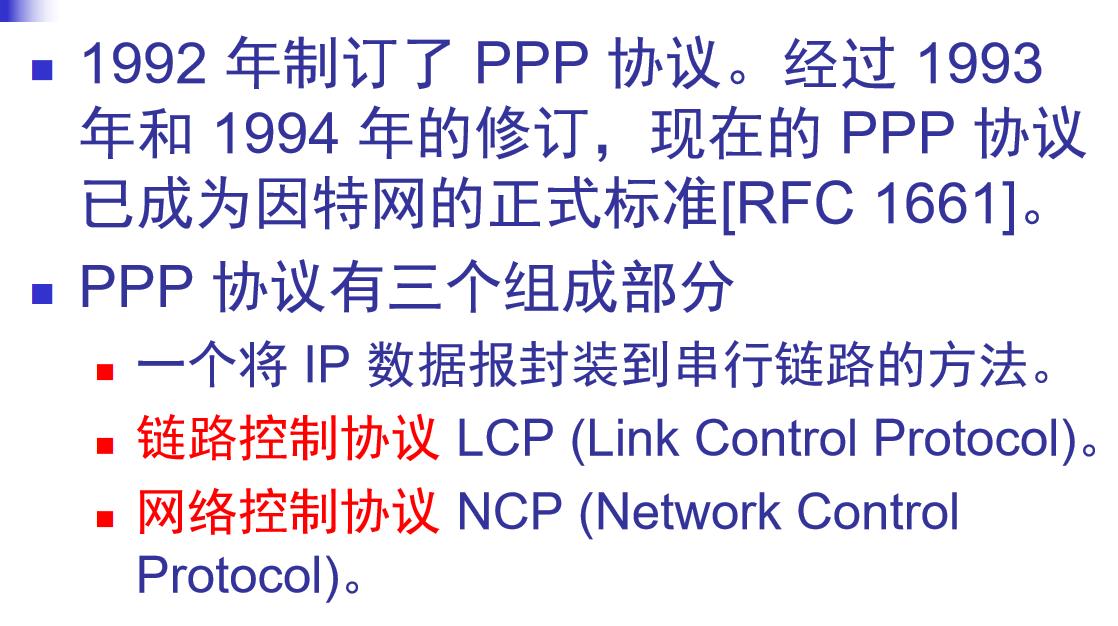 1992 年制订了 PPP 协议。经过 1993
年和 1994 年的修订，现在的 PPP 协议
已成为因特网的正式标准[RFC 1661]。
PPP 协议有三个组成部分
一个将 IP 数据报封装到串行链路的方法。
链路控制协议 LCP (Link Control Protocol)。
网络控制协议 NCP (Network Control
Protocol)。